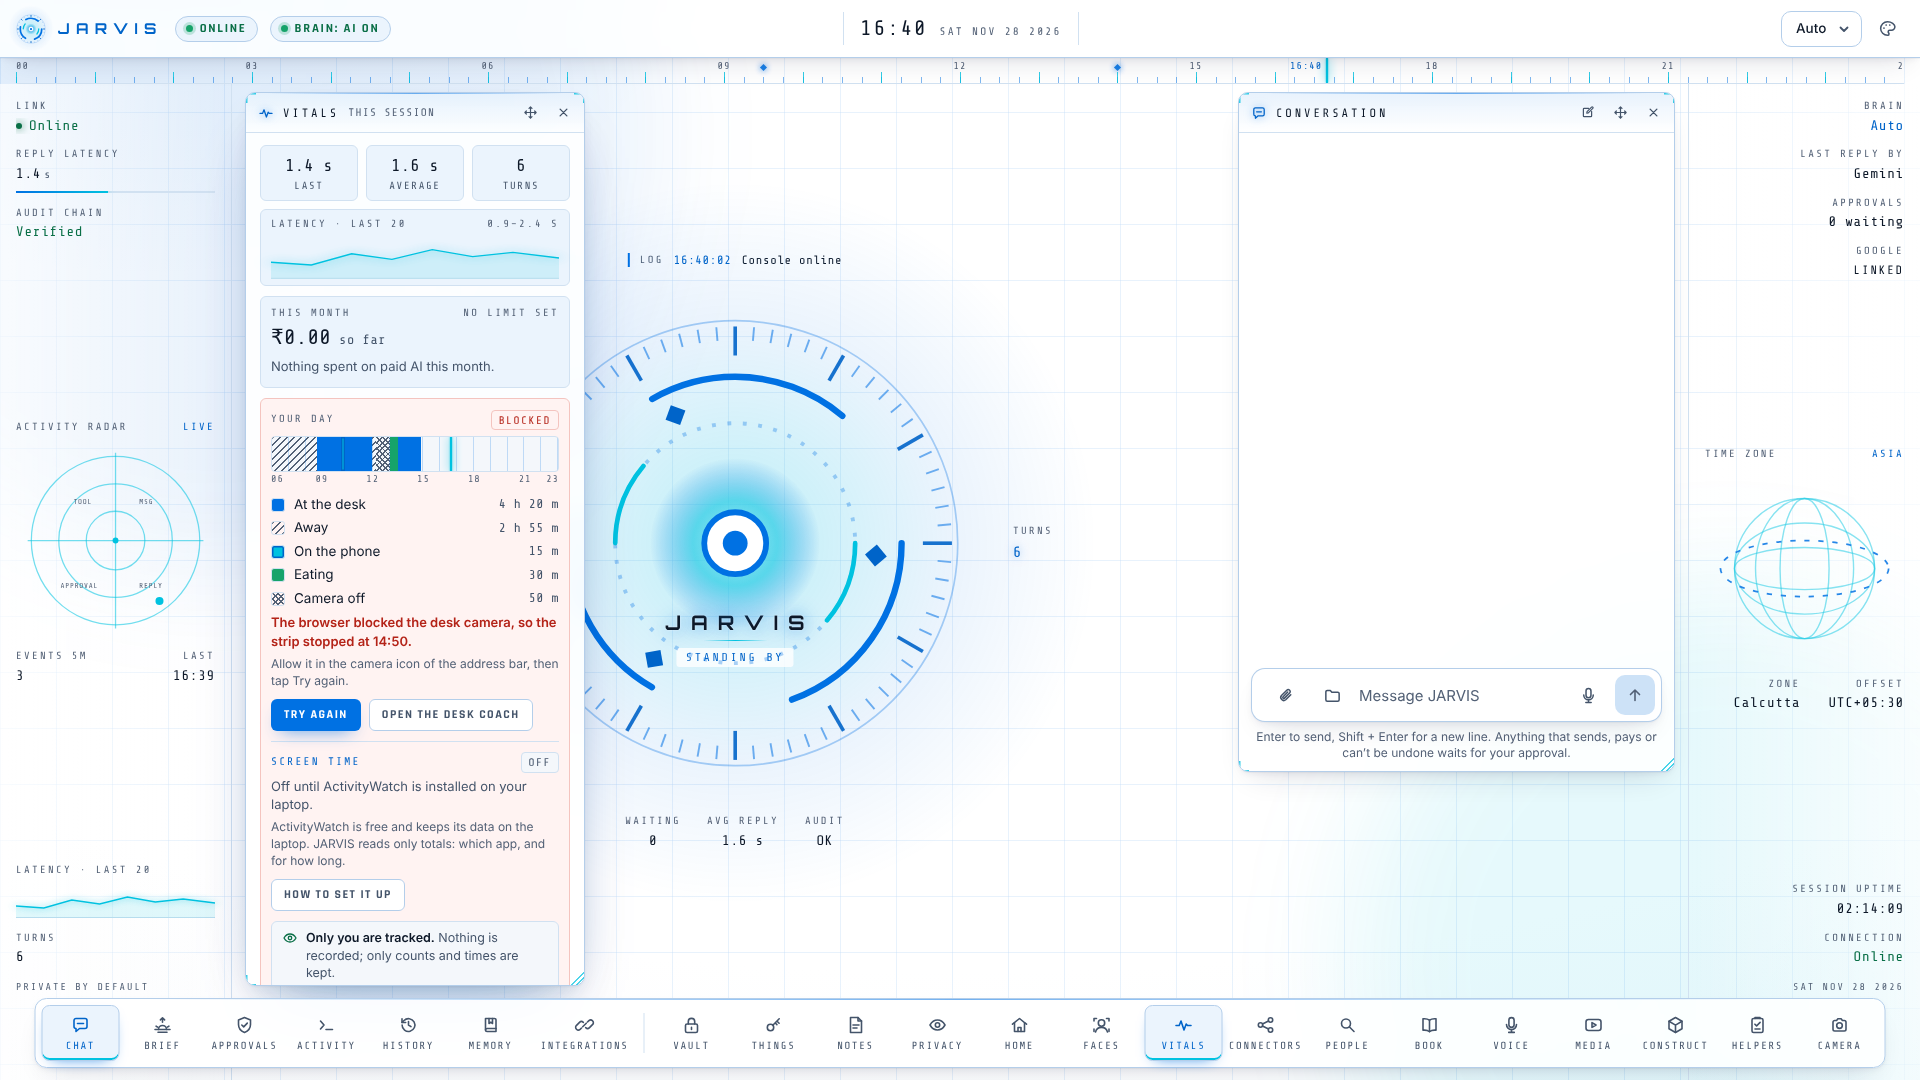 JARVIS
ONLINE
BRAIN: AI ON
16:40 SAT NOV 28 2026
Auto
00 03 06 09 12 15 16:40 18 21 2
LINK
Online
REPLY LATENCY
1.4 s
AUDIT CHAIN
Verified
ACTIVITY RADAR LIVE
TOOL MSG
APPROVAL REPLY
EVENTS 5M LAST
3 16:39
LATENCY · LAST 20
TURNS
6
PRIVATE BY DEFAULT
VITALS THIS SESSION
1.4 s 1.6 s 6
LAST AVERAGE TURNS
LATENCY · LAST 20 0.9–2.4 S
THIS MONTH NO LIMIT SET
₹0.00 so far
Nothing spent on paid AI this month.
YOUR DAY BLOCKED
06 09 12 15 18 21 23
At the desk 4 h 20 m
Away 2 h 55 m
On the phone 15 m
Eating 30 m
Camera off 50 m
The browser blocked the desk camera, so the
strip stopped at 14:50.
Allow it in the camera icon of the address bar, then
tap Try again.
TRY AGAIN OPEN THE DESK COACH
SCREEN TIME OFF
Off until ActivityWatch is installed on your
laptop.
ActivityWatch is free and keeps its data on the
laptop. JARVIS reads only totals: which app, and
for how long.
HOW TO SET IT UP
Only you are tracked. Nothing is
recorded; only counts and times are
kept.
LOG 16:40:02 Console online
JARVIS
STANDING BY
TURNS
6
WAITING AVG REPLY AUDIT
0 1.6 s OK
CONVERSATION
Message JARVIS
Enter to send, Shift + Enter for a new line. Anything that sends, pays or
can't be undone waits for your approval.
BRAIN
Auto
LAST REPLY BY
Gemini
APPROVALS
0 waiting
GOOGLE
LINKED
TIME ZONE ASIA
ZONE OFFSET
Calcutta UTC+05:30
SESSION UPTIME
02:14:09
CONNECTION
Online
SAT NOV 28 2026
CHAT BRIEF APPROVALS ACTIVITY HISTORY MEMORY INTEGRATIONS VAULT THINGS NOTES PRIVACY HOME FACES VITALS CONNECTORS PEOPLE BOOK VOICE MEDIA CONSTRUCT HELPERS CAMERA